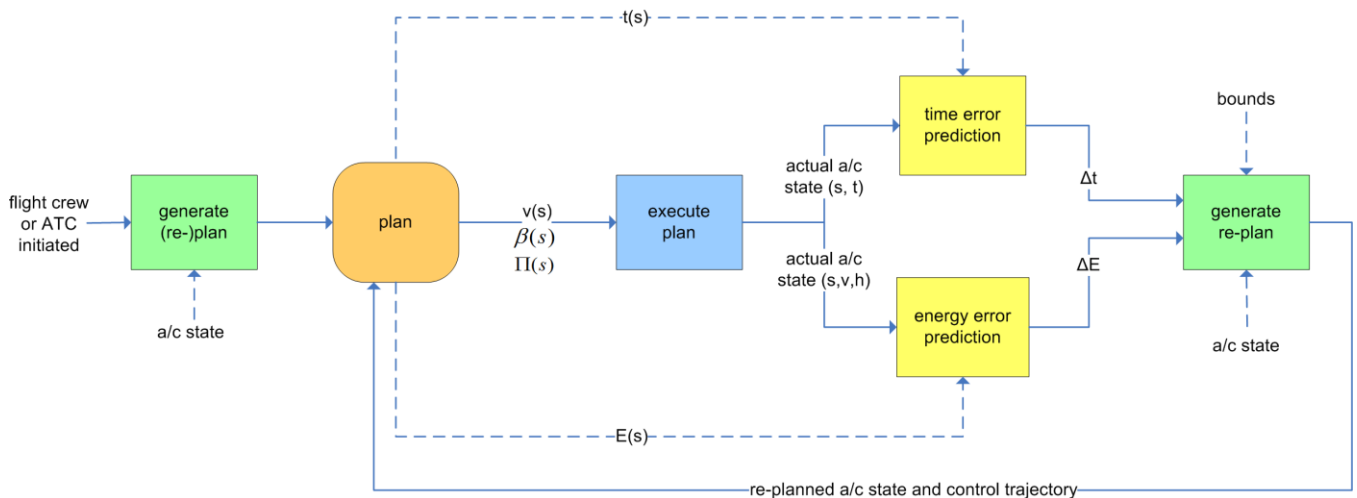 t(s)
flight crew
or ATC
initiated
generate
(re-)plan
a/c state
plan
v(s)
β(s)
Π(s)
execute
plan
actual a/c
state (s, t)
actual a/c
state (s,v,h)
time error
prediction
energy error
prediction
Δt
ΔE
bounds
generate
re-plan
a/c state
E(s)
re-planned a/c state and control trajectory